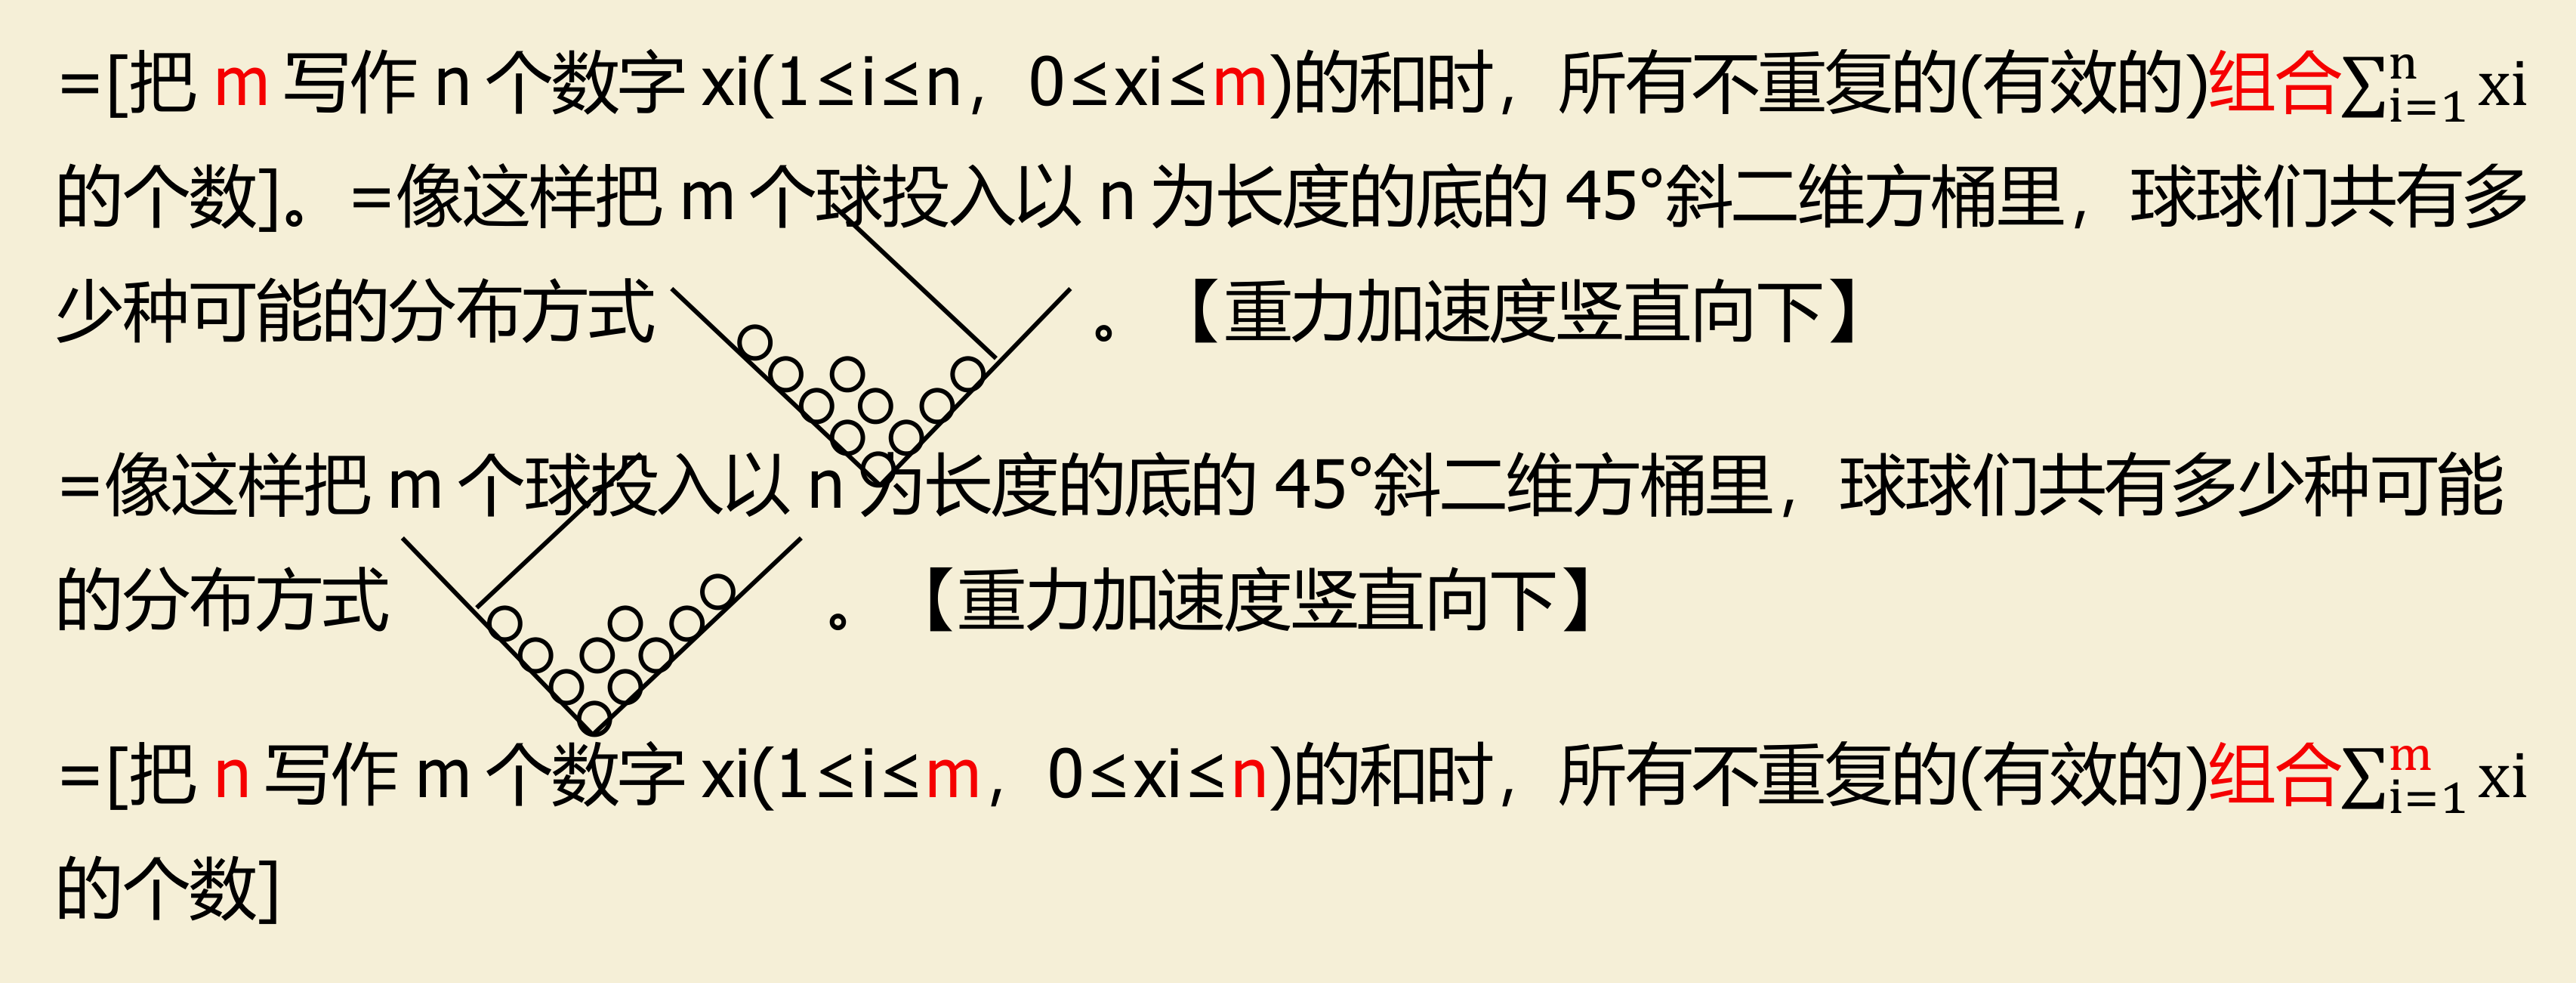 =[把 m 写作 n 个数字 xi(1≤i≤n，0≤xi≤m)的和时，所有不重复的(有效的)组合∑ⁿᵢ₌₁ xi
的个数]。=像这样把 m 个球投入以 n 为长度的底的 45°斜二维方桶里，球球们共有多
少种可能的分布方式。【重力加速度竖直向下】
=像这样把 m 个球投入以 n 为长度的底的 45°斜二维方桶里，球球们共有多少种可能
的分布方式。【重力加速度竖直向下】
=[把 n 写作 m 个数字 xi(1≤i≤m，0≤xi≤n)的和时，所有不重复的(有效的)组合∑ᵐᵢ₌₁ xi
的个数]